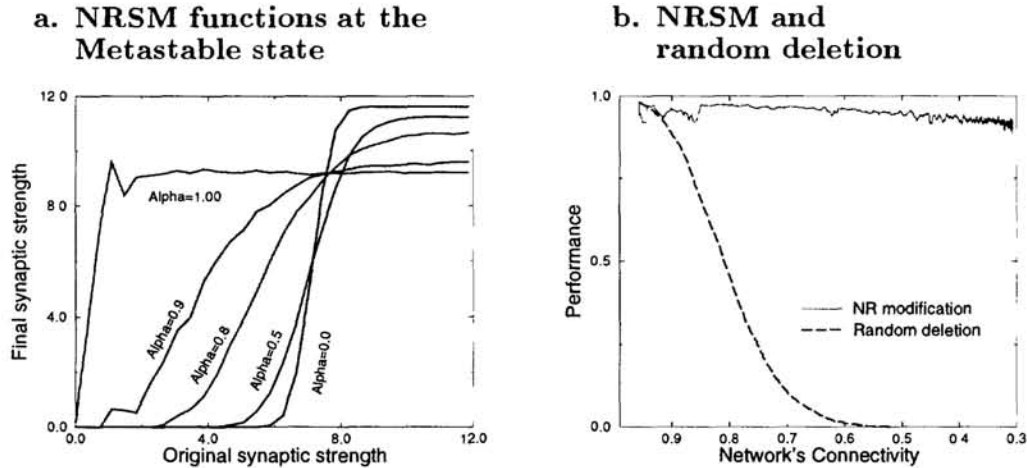 a. NRSM functions at the
Metastable state
12 0
8 0
4.0
0.0
0.0
4.0
8.0
12.0
Final synaptic strength
Original synaptic strength
Alpha=1.00
Alpha=0.9
Alpha=0.8
Alpha=0.5
Alpha=0.0
b. NRSM and
random deletion
1.0
0.5
0.0
0.9
0.8
0.7
0.6
0.5
0 4
0.3
Performance
Network's Connectivity
NR modification
Random deletion